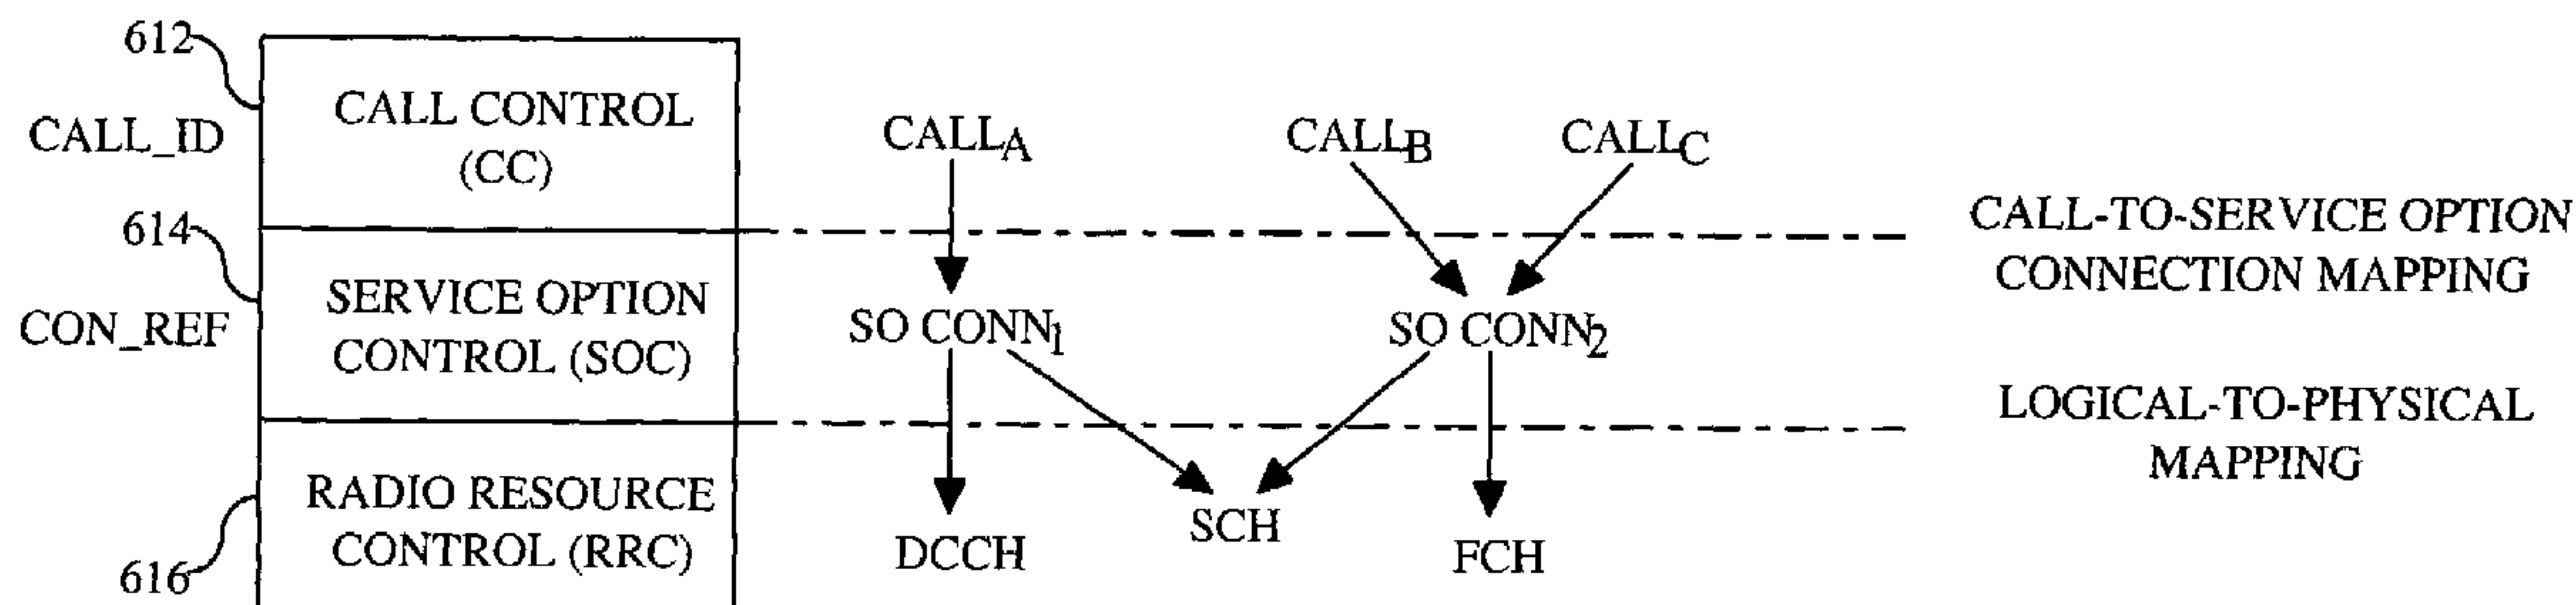 612
CALL_ID
CALL CONTROL
(CC)
CALLA
CALLB
CALLC
614
CON_REF
SERVICE OPTION
CONTROL (SOC)
SO CONN1
SO CONN2
CALL-TO-SERVICE OPTION
CONNECTION MAPPING
616
RADIO RESOURCE
CONTROL (RRC)
DCCH
SCH
FCH
LOGICAL-TO-PHYSICAL
MAPPING